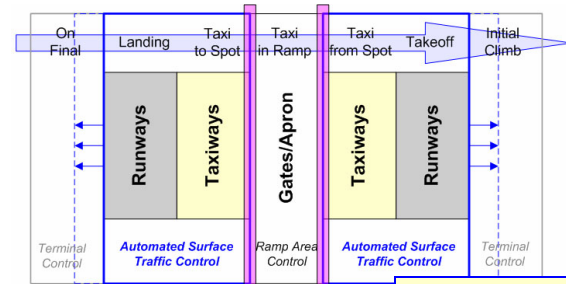 On
Final
Landing
Taxi
to Spot
Taxi
in Ramp
Taxi
from Spot
Takeoff
Initial
Climb
Runways
Taxiways
Gates/Apron
Taxiways
Runways
Terminal
Control
Automated Surface
Traffic Control
Ramp Area
Control
Automated Surface
Traffic Control
Terminal
Control